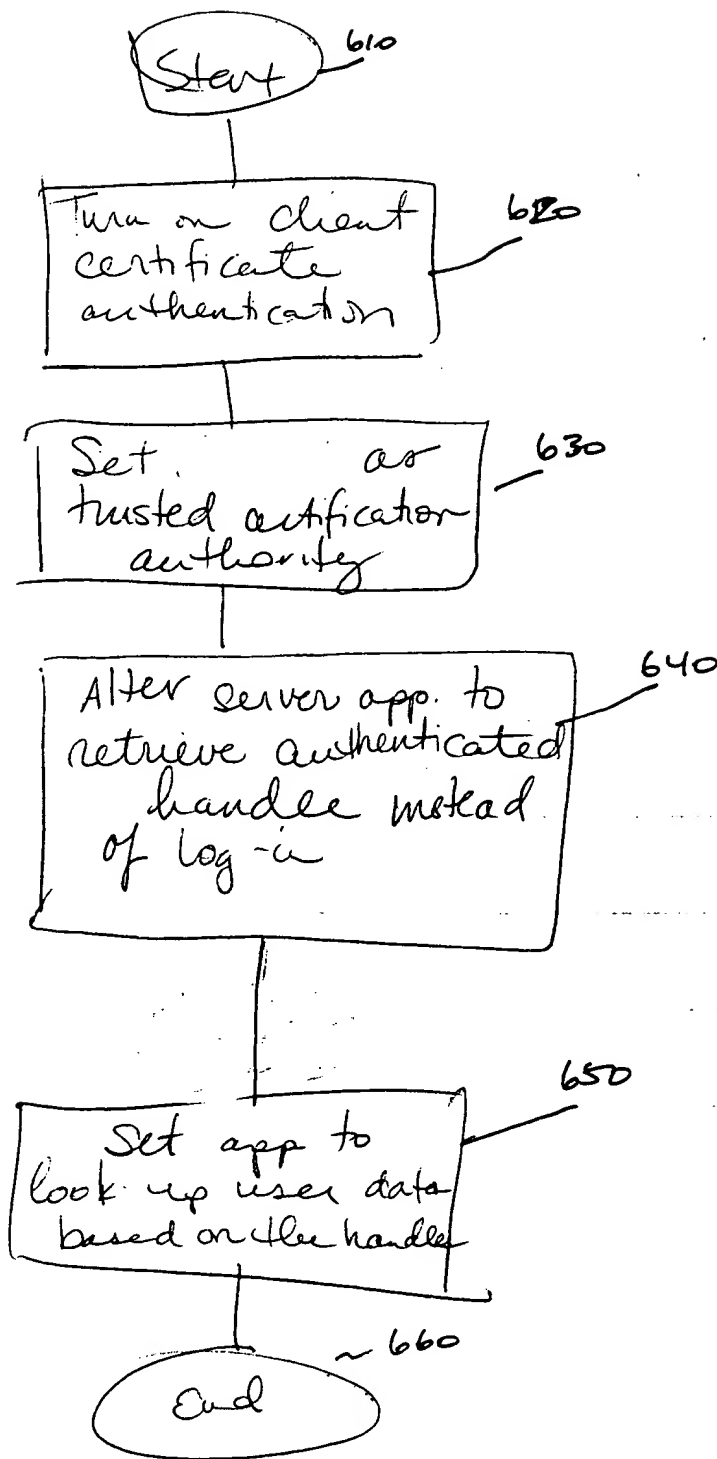 Start
610
Turn on client
certificate
authentication
620
Set. as
trusted certification
authority
630
Alter server app. to
retrieve authenticated
handle instead
of log-in
640
Set app to
look up user data
based on the handle
650
~ 660
End